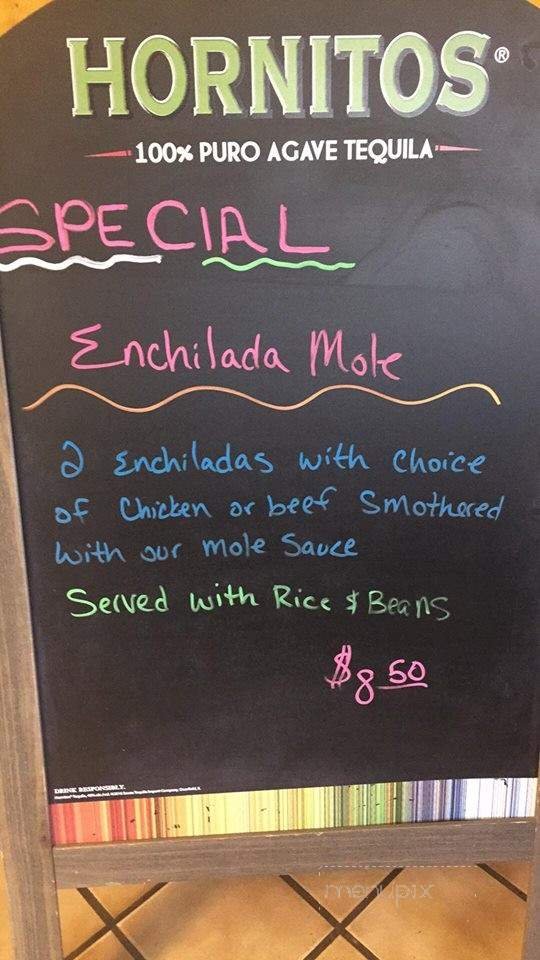 HORNITOS®
100% PURO AGAVE TEQUILA
SPECIAL
Enchilada Mole
2 Enchiladas with Choice
of Chicken or beef Smothered
with our mole Sauce
Served with Rice & Beans
$8.50
DRINK RESPONSIBLY.
menupix